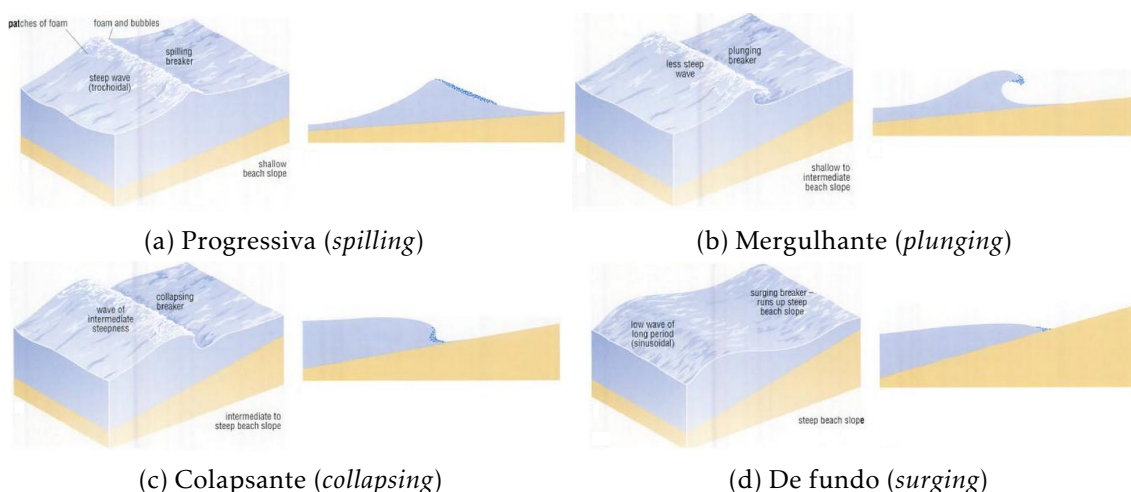 patches of foam
foam and bubbles
spilling
breaker
steep wave
(trochoidal)
shallow
beach slope
(a) Progressiva (spilling)
less steep
wave
plunging
breaker
shallow to
intermediate
beach slope
(b) Mergulhante (plunging)
wave of
intermediate
steepness
collapsing
breaker
intermediate to
steep beach slope
(c) Colapsante (collapsing)
low wave of
long period
(sinusoidal)
surging breaker –
runs up steep
beach slope
steep beach slope
(d) De fundo (surging)